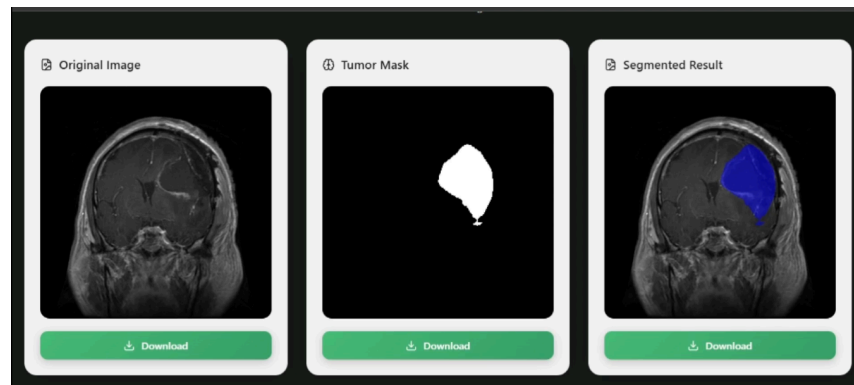 Original Image
Tumor Mask
Segmented Result
Download
Download
Download